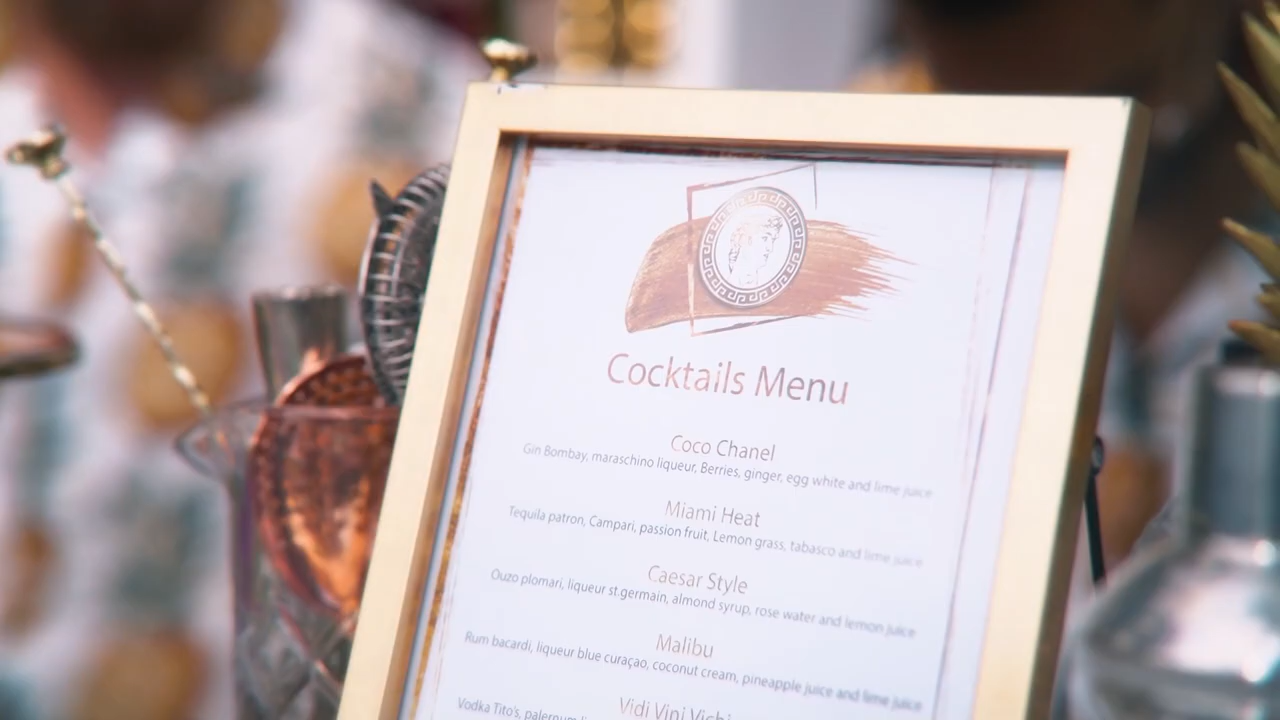 Cocktails Menu
Coco Chanel
Gin Bombay, maraschino liqueur, Berries, ginger, egg white and lime juice
Miami Heat
Tequila patron, Campari, passion fruit, Lemon grass, tabasco and lime juice
Caesar Style
Ouzo plomari, liqueur st.germain, almond syrup, rose water and lemon juice
Malibu
Rum bacardi, liqueur blue curaçao, coconut cream, pineapple juice and lime juice
Vidi Vini Vichi
Vodka Tito's,